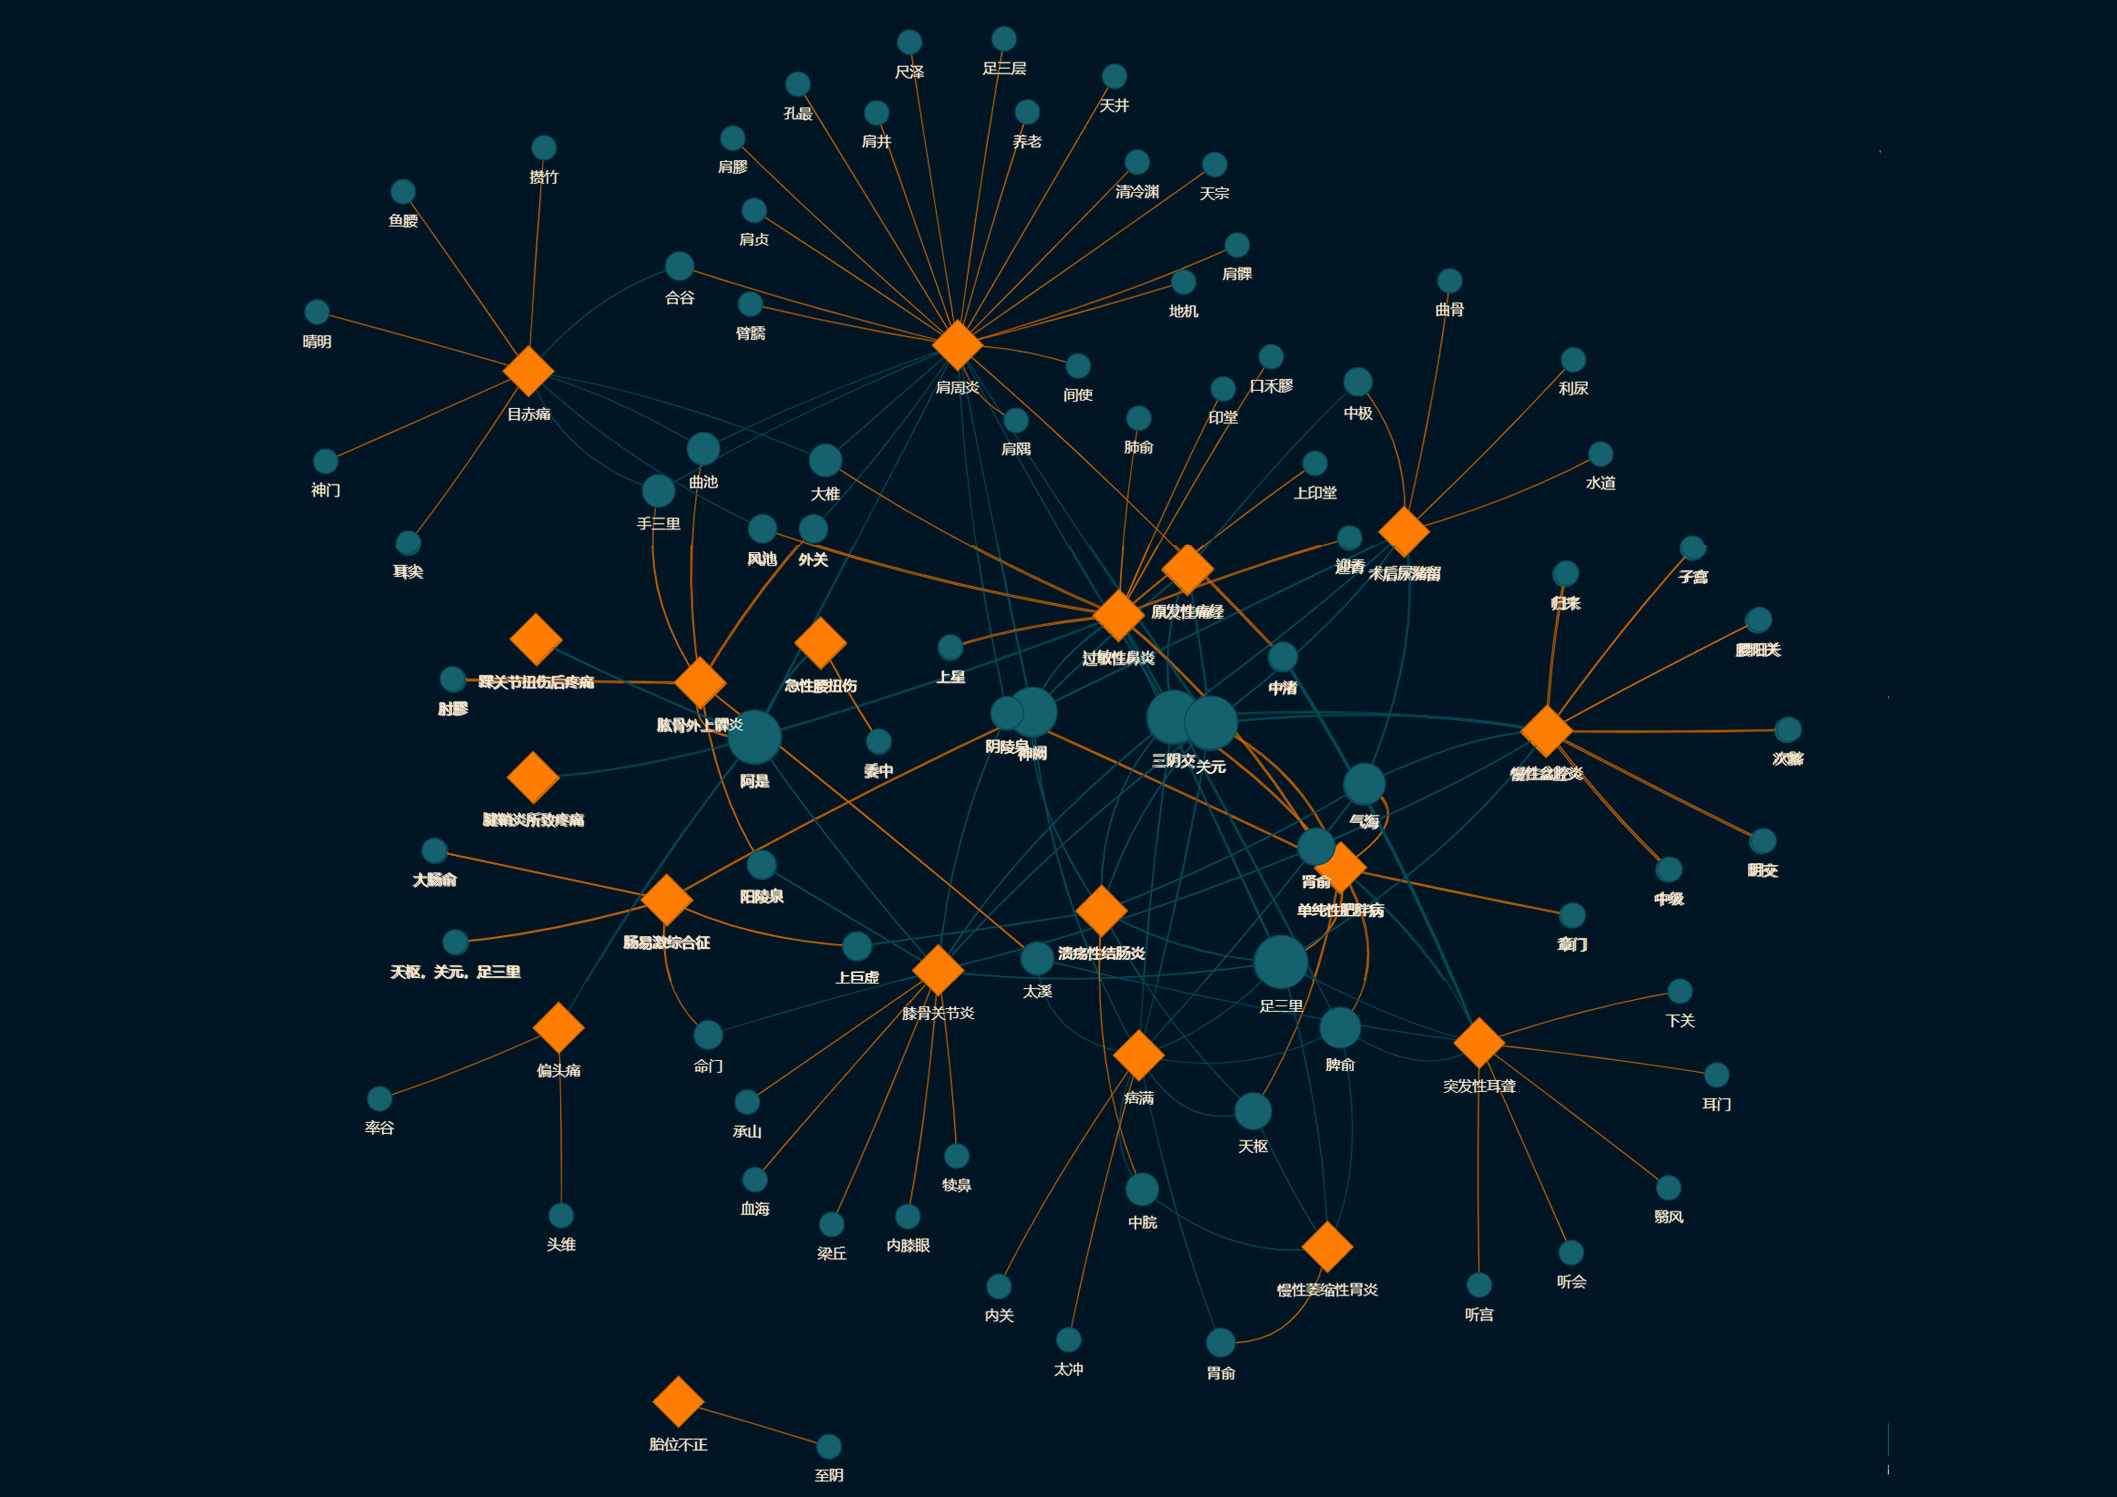 尺泽
足三层
孔最
天井
肩井
养老
肩髎
攒竹
清冷渊
天宗
鱼腰
肩贞
肩髁
合谷
地机
曲骨
臂臑
晴明
肩周炎
间使
口禾髎
利尿
目赤痛
印堂
中极
肩隅
肺俞
曲池
水道
神门
大椎
上印堂
手三里
风池
外关
迎香
术后尿潴留
耳尖
子宫
归来
原发性痛经
过敏性鼻炎
腰阳关
上星
踝关节扭伤后疼痛
急性腰扭伤
中渚
肘髎
肱骨外上髁炎
阴陵泉
神阙
三阴交
关元
次髎
委中
慢性盆腔炎
阿是
腱鞘炎所致疼痛
气海
大肠俞
肾俞
阴交
阳陵泉
中极
单纯性肥胖病
肠易激综合征
章门
溃疡性结肠炎
天枢，关元，足三里
上巨虚
太溪
足三里
膝骨关节炎
下关
命门
脾俞
偏头痛
突发性耳聋
痞满
耳门
率谷
承山
天枢
犊鼻
血海
中脘
翳风
头维
内膝眼
梁丘
听会
慢性萎缩性胃炎
内关
听宫
太冲
胃俞
胎位不正
至阴